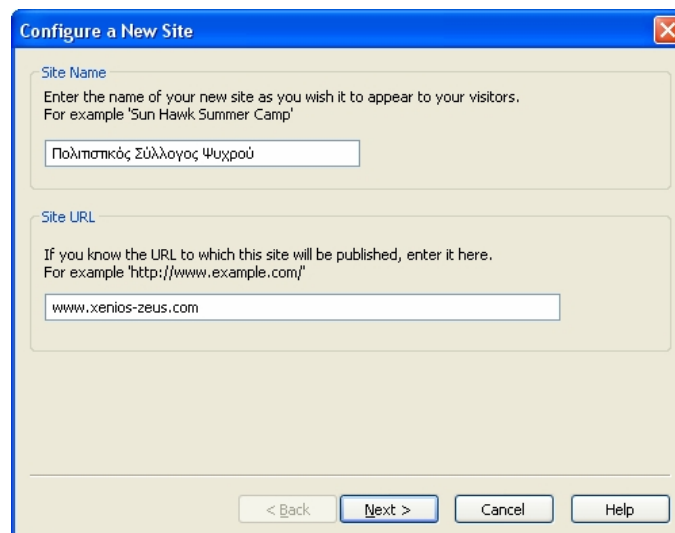 Configure a New Site
Site Name
Enter the name of your new site as you wish it to appear to your visitors.
For example 'Sun Hawk Summer Camp'
Πολιτιστικός Σύλλογος Ψυχρού
Site URL
If you know the URL to which this site will be published, enter it here.
For example 'http://www.example.com/'
www.xenios-zeus.com
< Back Next > Cancel Help